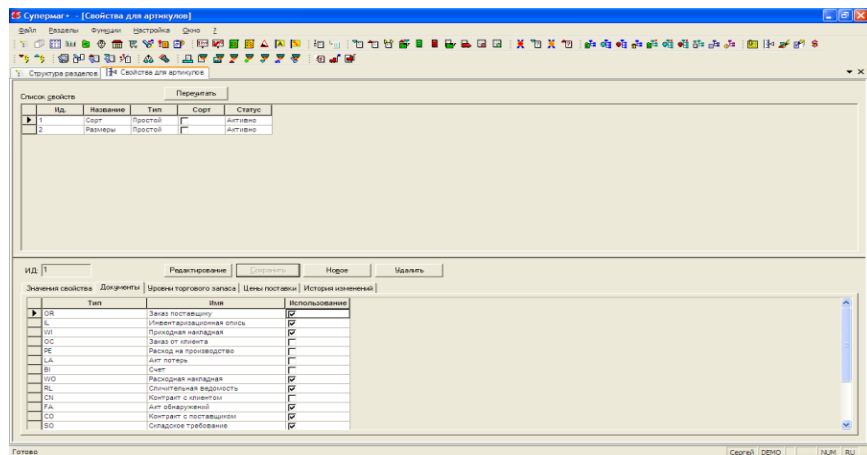 Супермаг+ - [Свойства для артикулов]
Файл Разделы Функции Настройка Окно ?
Структура разделов Свойства для артикулов
Список свойств Перечитать
Ид. Название Тип Сорт Статус
1 Сорт Простой Активно
2 Размеры Простой Активно
ИД: 1 Редактирование Сохранить Новое Удалить
Значения свойства Документы Уровни торгового запаса Цены поставки История изменений
Тип Имя Использование
OR Заказ поставщику
IL Инвентаризационная опись
WI Приходная накладная
OC Заказ от клиента
PE Расход на производство
LA Акт потерь
BI Счет
WO Расходная накладная
RL Сличительная ведомость
CN Контракт с клиентом
FA Акт обнаружений
CO Контракт с поставщиком
SO Складское требование
Готово Сергей DEMO NUM RU